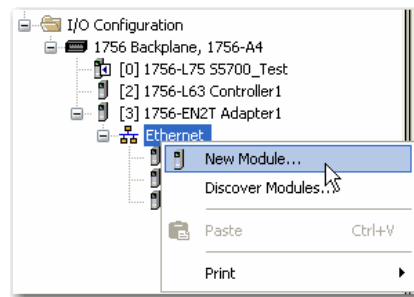 I/O Configuration
1756 Backplane, 1756-A4
[0] 1756-L75 S5700_Test
[2] 1756-L63 Controller1
[3] 1756-EN2T Adapter1
Ethernet
New Module...
Discover Modules...
Paste Ctrl+V
Print